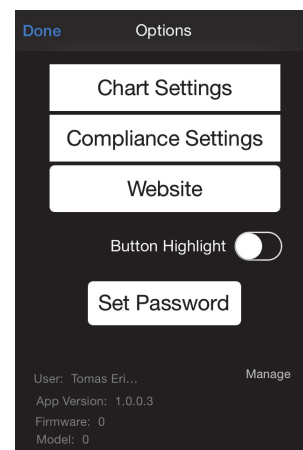 Done Options
Chart Settings
Compliance Settings
Website
Button Highlight
Set Password
User: Tomas Eri... Manage
App Version: 1.0.0.3
Firmware: 0
Model: 0